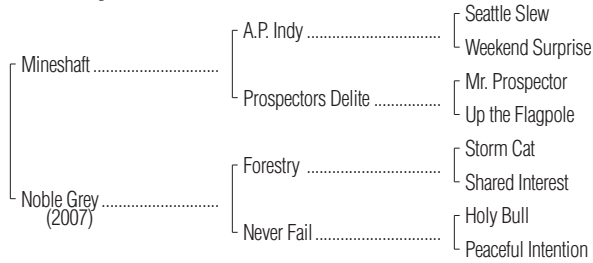 Seattle Slew
A.P. Indy ................................
Weekend Surprise
Mineshaft ..............................
Mr. Prospector
Prospectors Delite ................
Up the Flagpole
Storm Cat
Forestry ................................
Shared Interest
Noble Grey ............................
(2007)
Holy Bull
Never Fail ..............................
Peaceful Intention